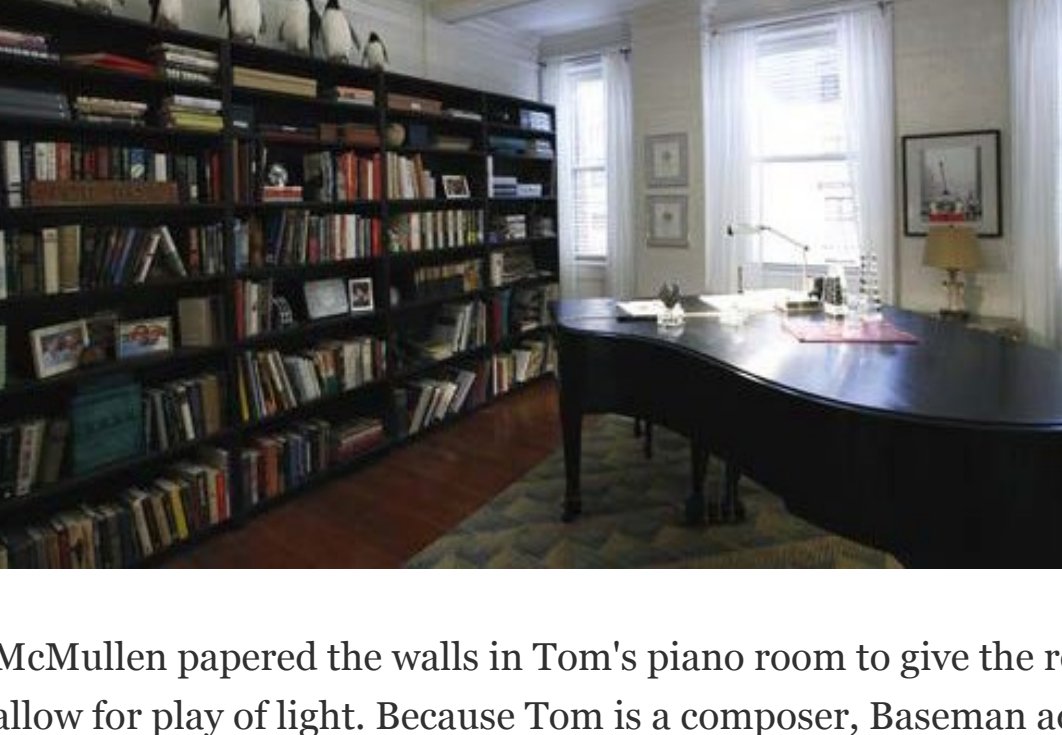 McMullen papered the walls in Tom's piano room to give the
allow for play of light. Because Tom is a composer, Baseman